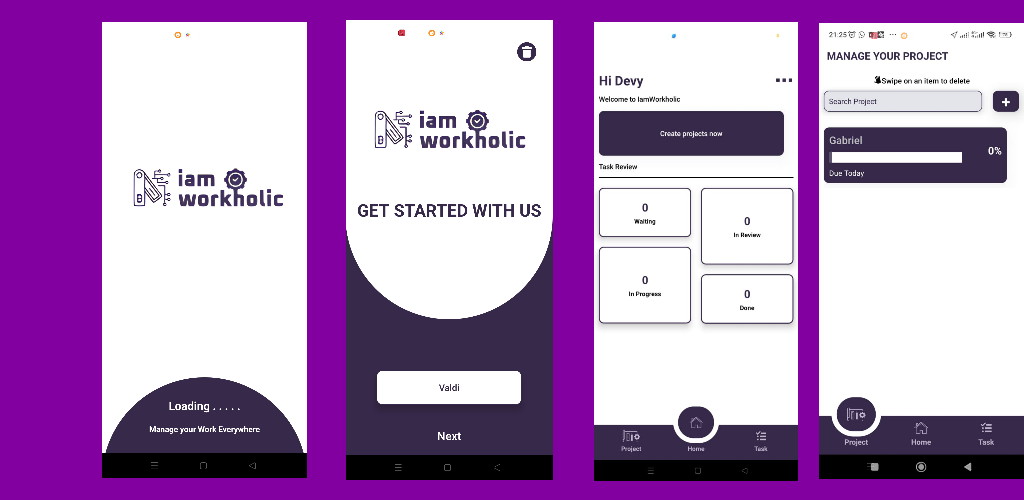 iam
workholic
Loading . . . . .
Manage your Work Everywhere
iam
workholic
GET STARTED WITH US
Valdi
Next
Hi Devy
Welcome to IamWorkholic
Create projects now
Task Review
0
Waiting
0
In Review
0
In Progress
0
Done
Project
Home
Task
21.25
MANAGE YOUR PROJECT
Swipe on an item to delete
Search Project
+
Gabriel
0%
Due Today
Project
Home
Task